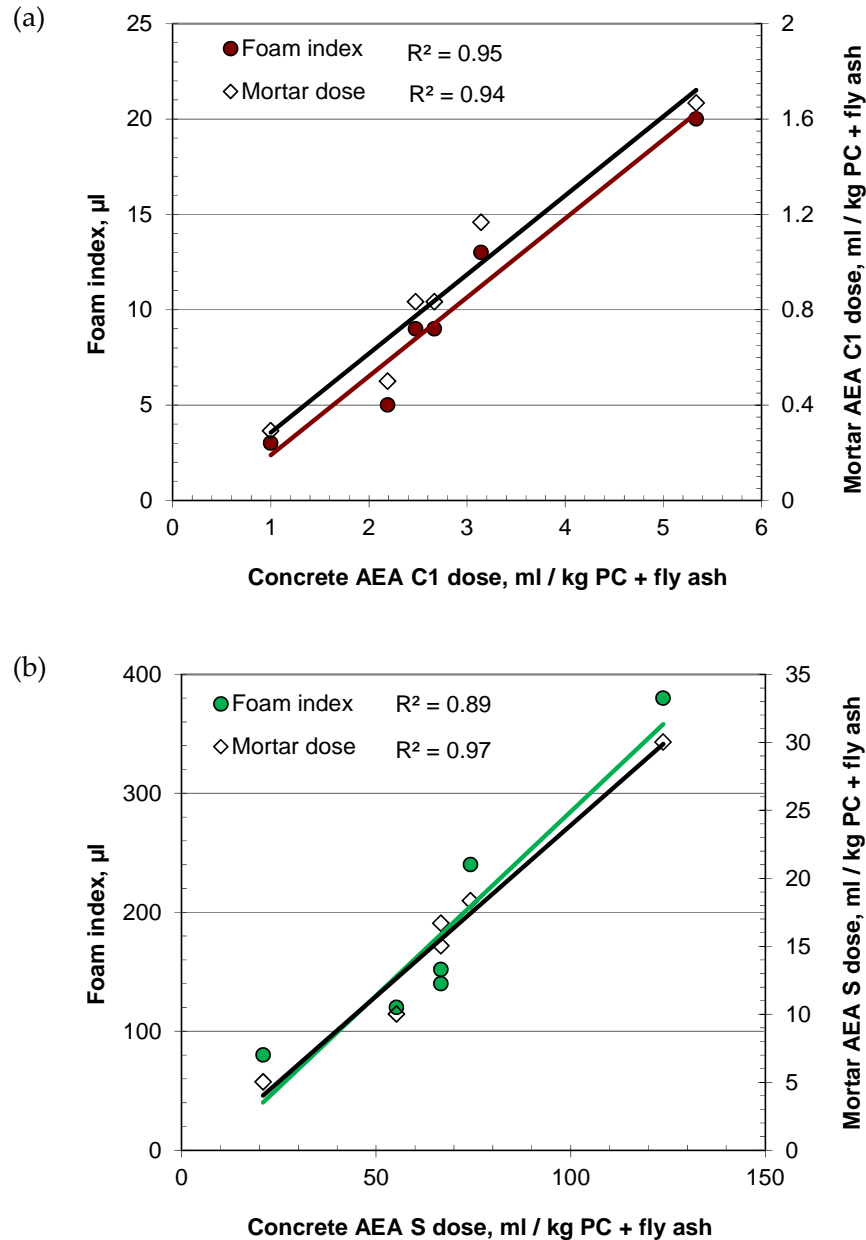 (a)
25
20
15
10
5
0
Foam index, µl
Foam index
R² = 0.95
Mortar dose
R² = 0.94
2
1.6
1.2
0.8
0.4
0
Mortar AEA C1 dose, ml / kg PC + fly ash
0 1 2 3 4 5 6
Concrete AEA C1 dose, ml / kg PC + fly ash
(b)
400
300
200
100
0
Foam index, µl
Foam index
R² = 0.89
Mortar dose
R² = 0.97
35
30
25
20
15
10
5
0
Mortar AEA S dose, ml / kg PC + fly ash
0 50 100 150
Concrete AEA S dose, ml / kg PC + fly ash